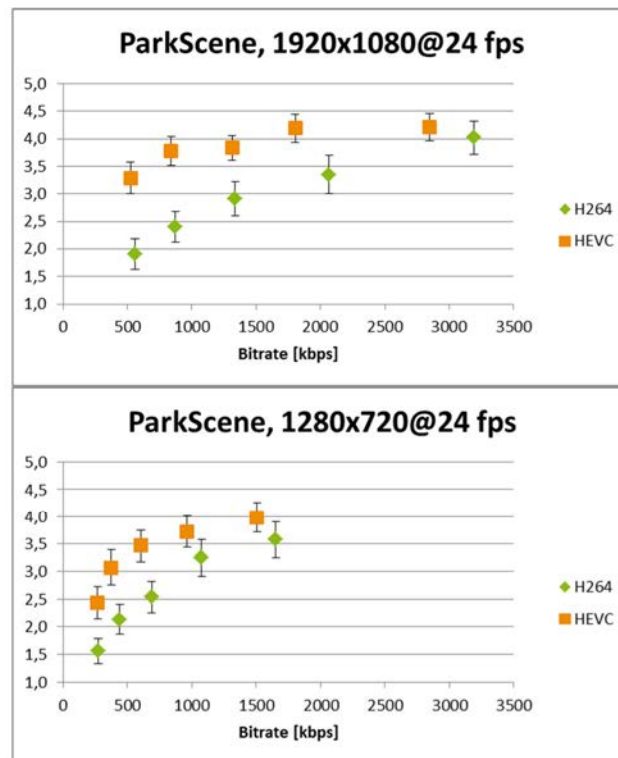 ParkScene, 1920x1080@24 fps
5,0
4,5
4,0
3,5
3,0
2,5
2,0
1,5
1,0
0 500 1000 1500 2000 2500 3000 3500
Bitrate [kbps]
H264
HEVC
ParkScene, 1280x720@24 fps
5,0
4,5
4,0
3,5
3,0
2,5
2,0
1,5
1,0
0 500 1000 1500 2000 2500 3000 3500
Bitrate [kbps]
H264
HEVC